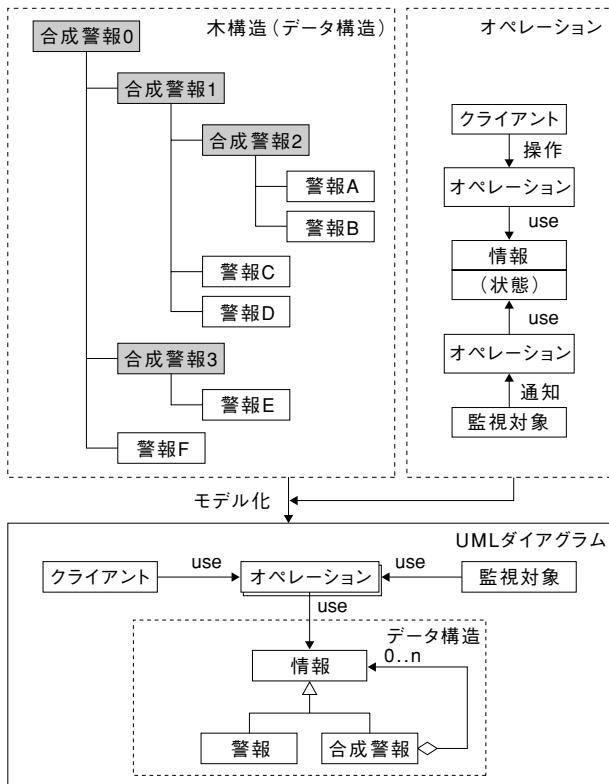 木構造（データ構造）
合成警報0
合成警報1
合成警報2
警報A
警報B
警報C
警報D
合成警報3
警報E
警報F
オペレーション
クライアント
操作
オペレーション
use
情報
（状態）
use
オペレーション
通知
監視対象
モデル化
UMLダイアグラム
クライアント
use
オペレーション
use
監視対象
use
データ構造
情報
0..n
警報
合成警報